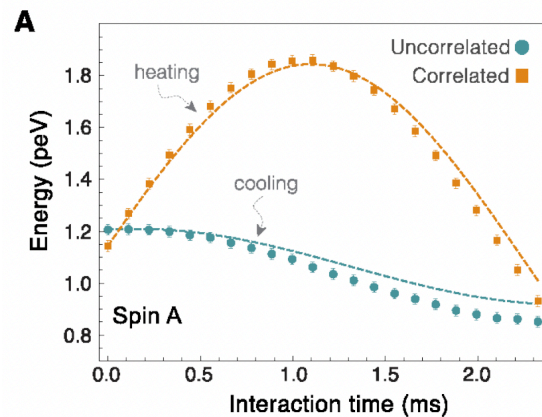 A
Uncorrelated
Correlated
heating
cooling
Spin A
Energy (peV)
1.8
1.6
1.4
1.2
1.0
0.8
0.0 0.5 1.0 1.5 2.0
Interaction time (ms)